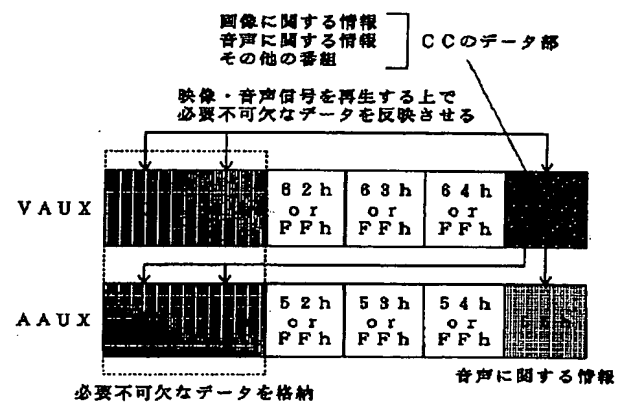 画像に関する情報
音声に関する情報
その他の番組
CCのデータ部
映像・音声信号を再生する上で
必要不可欠なデータを反映させる
VAUX
62h
or
FFh
63h
or
FFh
64h
or
FFh
AAUX
52h
or
FFh
53h
or
FFh
54h
or
FFh
音声に関する情報
必要不可欠なデータを格納